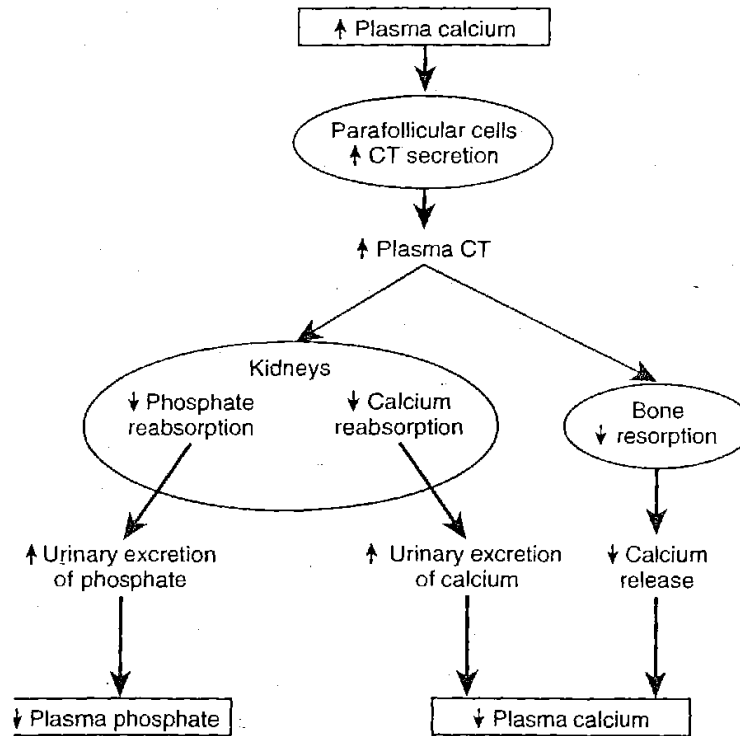 ↑ Plasma calcium
Parafollicular cells
↑ CT secretion
↑ Plasma CT
Kidneys
↓ Phosphate
reabsorption
↓ Calcium
reabsorption
Bone
↓ resorption
↑ Urinary excretion
of phosphate
↑ Urinary excretion
of calcium
↓ Calcium
release
↓ Plasma phosphate
↓ Plasma calcium